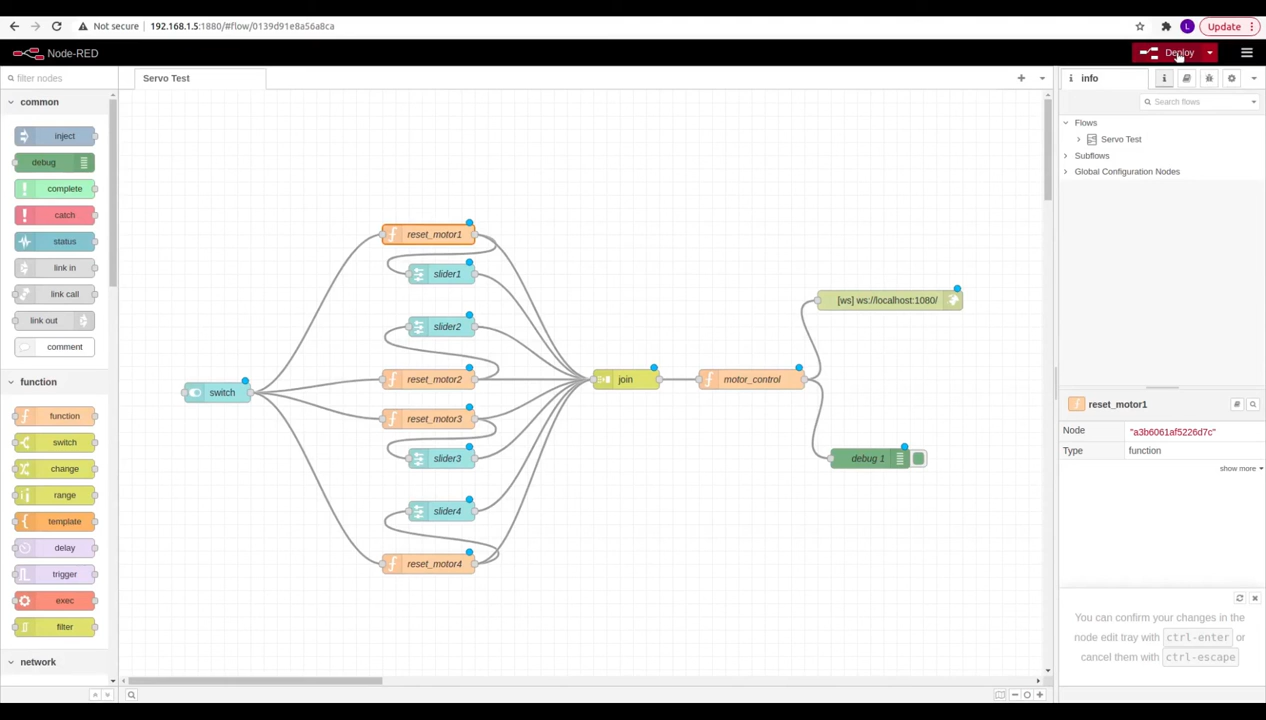 Not secure 192.168.1.5:1880/#flow/0139d91e8a56a8ca L Update
Node-RED Deploy
filter nodes
Servo Test
i info i
common
inject
debug
complete
catch
status
link in
link call
link out
comment
function
function
switch
change
range
template
delay
trigger
exec
filter
network
reset_motor1
slider1
slider2
switch
reset_motor2
reset_motor3
slider3
slider4
reset_motor4
join
motor_control
[ws] ws://localhost:1080/
debug 1
Search flows
Flows
Servo Test
Subflows
Global Configuration Nodes
reset_motor1
Node "a3b6061af5226d7c"
Type function
show more
You can confirm your changes in the
node edit tray with ctrl-enter or
cancel them with ctrl-escape